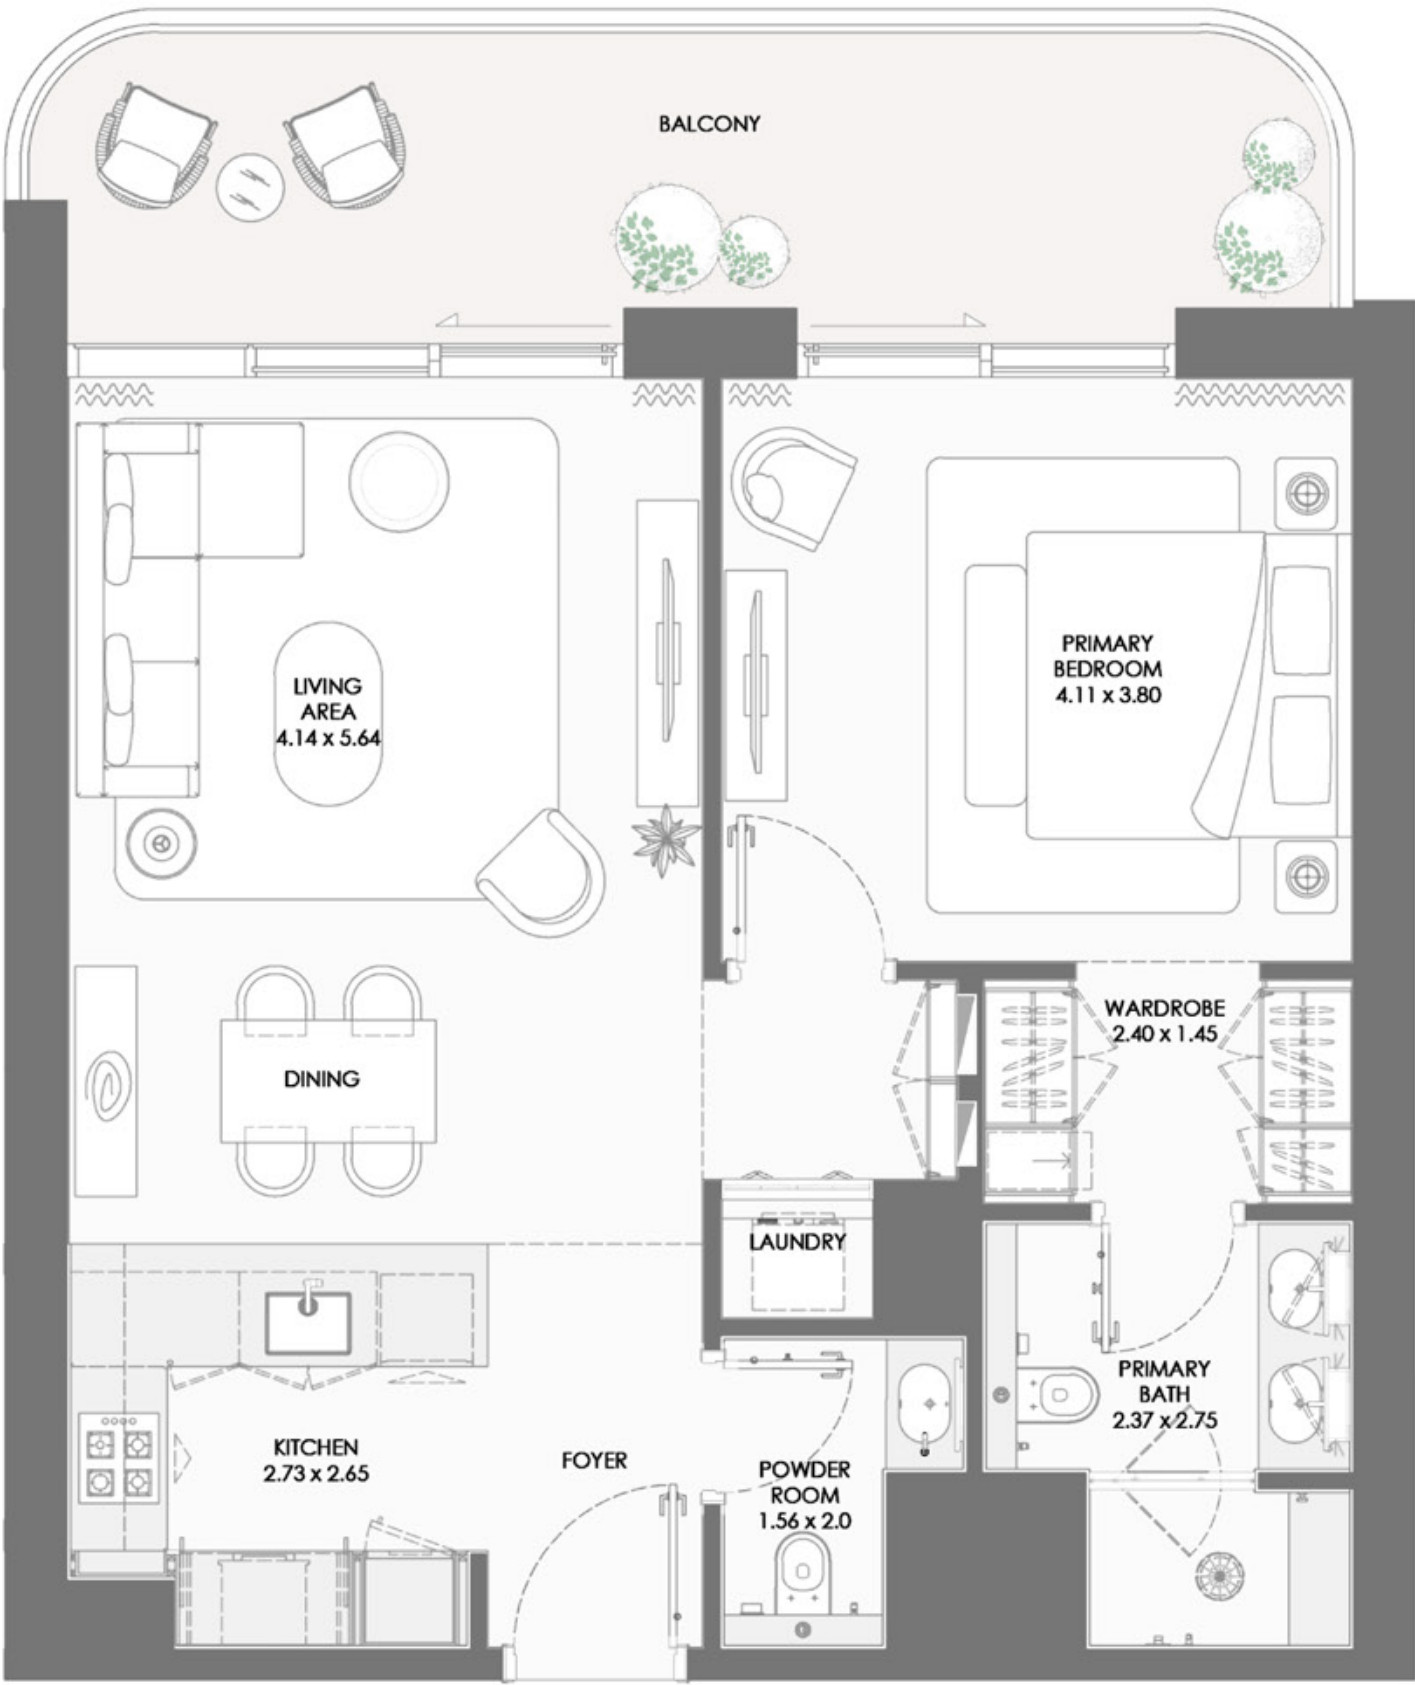 BALCONY
LIVING
AREA
4.14 x 5.64
PRIMARY
BEDROOM
4.11 x 3.80
DINING
WARDROBE
2.40 x 1.45
LAUNDRY
KITCHEN
2.73 x 2.65
FOYER
POWDER
ROOM
1.56 x 2.0
PRIMARY
BATH
2.37 x 2.75